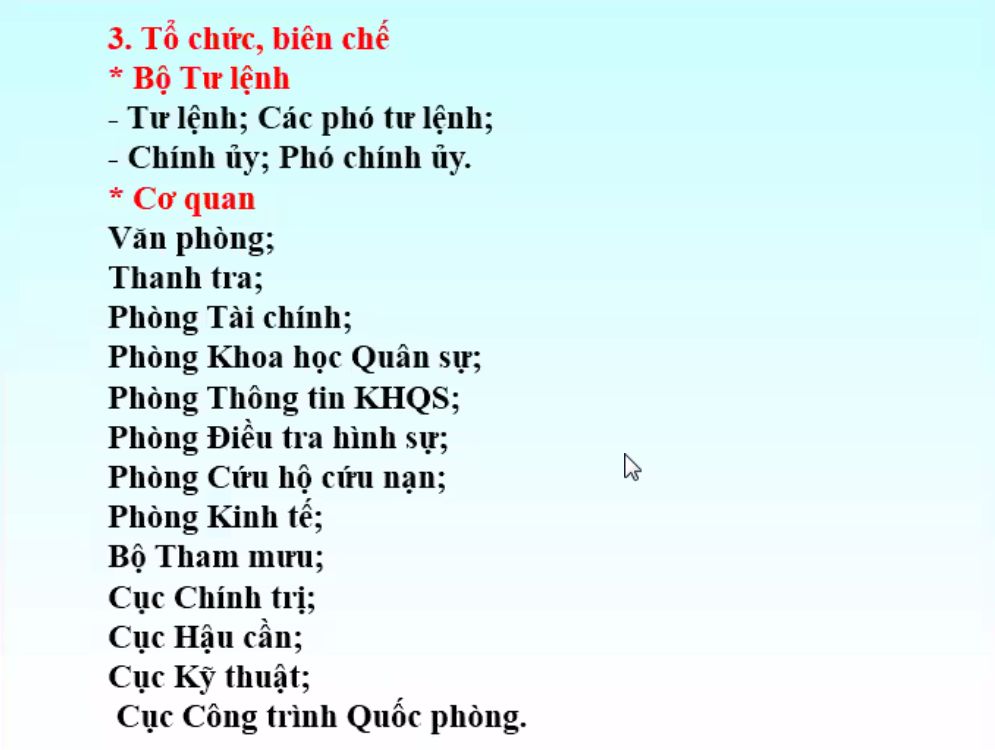 3. Tổ chức, biên chế
* Bộ Tư lệnh
- Tư lệnh; Các phó tư lệnh;
- Chính ủy; Phó chính ủy.
* Cơ quan
Văn phòng;
Thanh tra;
Phòng Tài chính;
Phòng Khoa học Quân sự;
Phòng Thông tin KHQS;
Phòng Điều tra hình sự;
Phòng Cứu hộ cứu nạn;
Phòng Kinh tế;
Bộ Tham mưu;
Cục Chính trị;
Cục Hậu cần;
Cục Kỹ thuật;
Cục Công trình Quốc phòng.